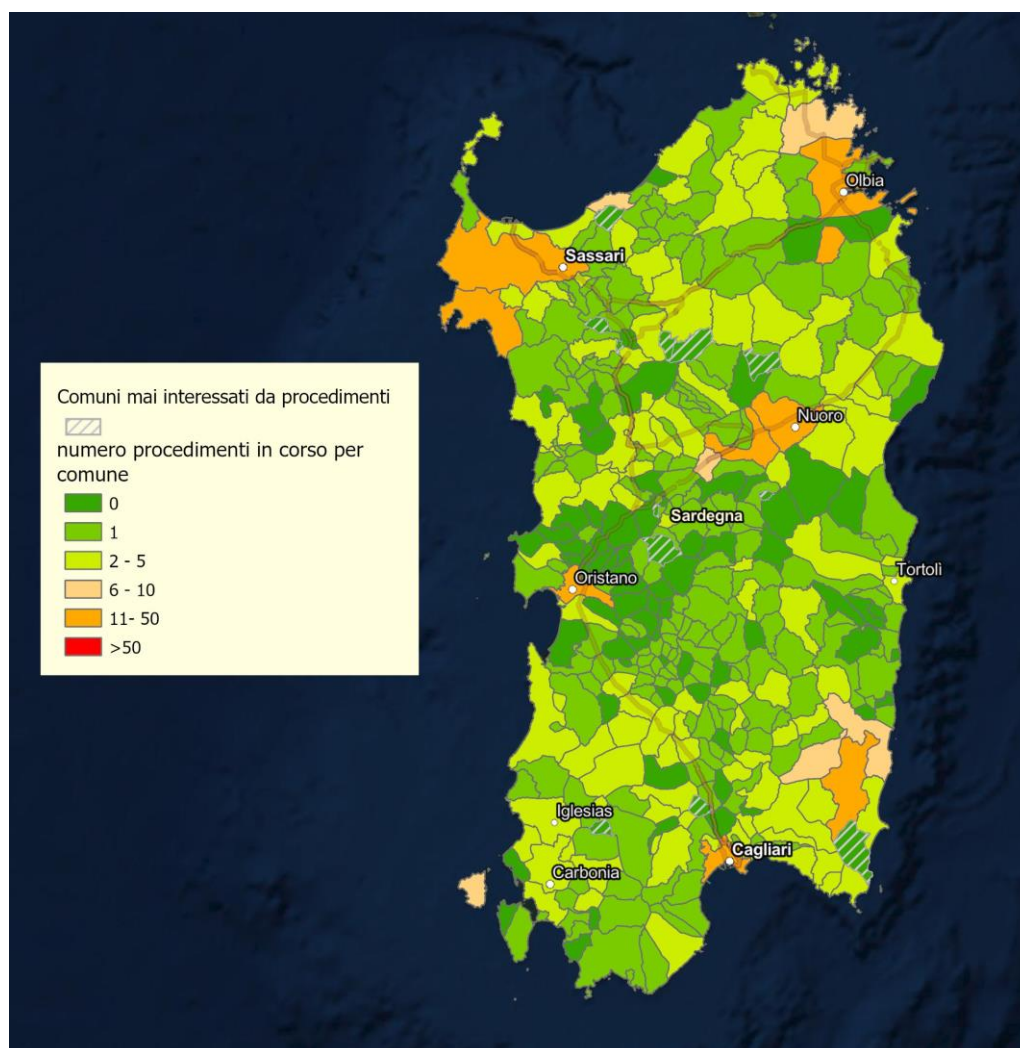 Olbia
Sassari
Comuni mai interessati da procedimenti
numero procedimenti in corso per
comune
0
1
2 - 5
6 - 10
11- 50
>50
Nuoro
Sardegna
Oristano
Tortolì
Iglesias
Cagliari
Carbonia